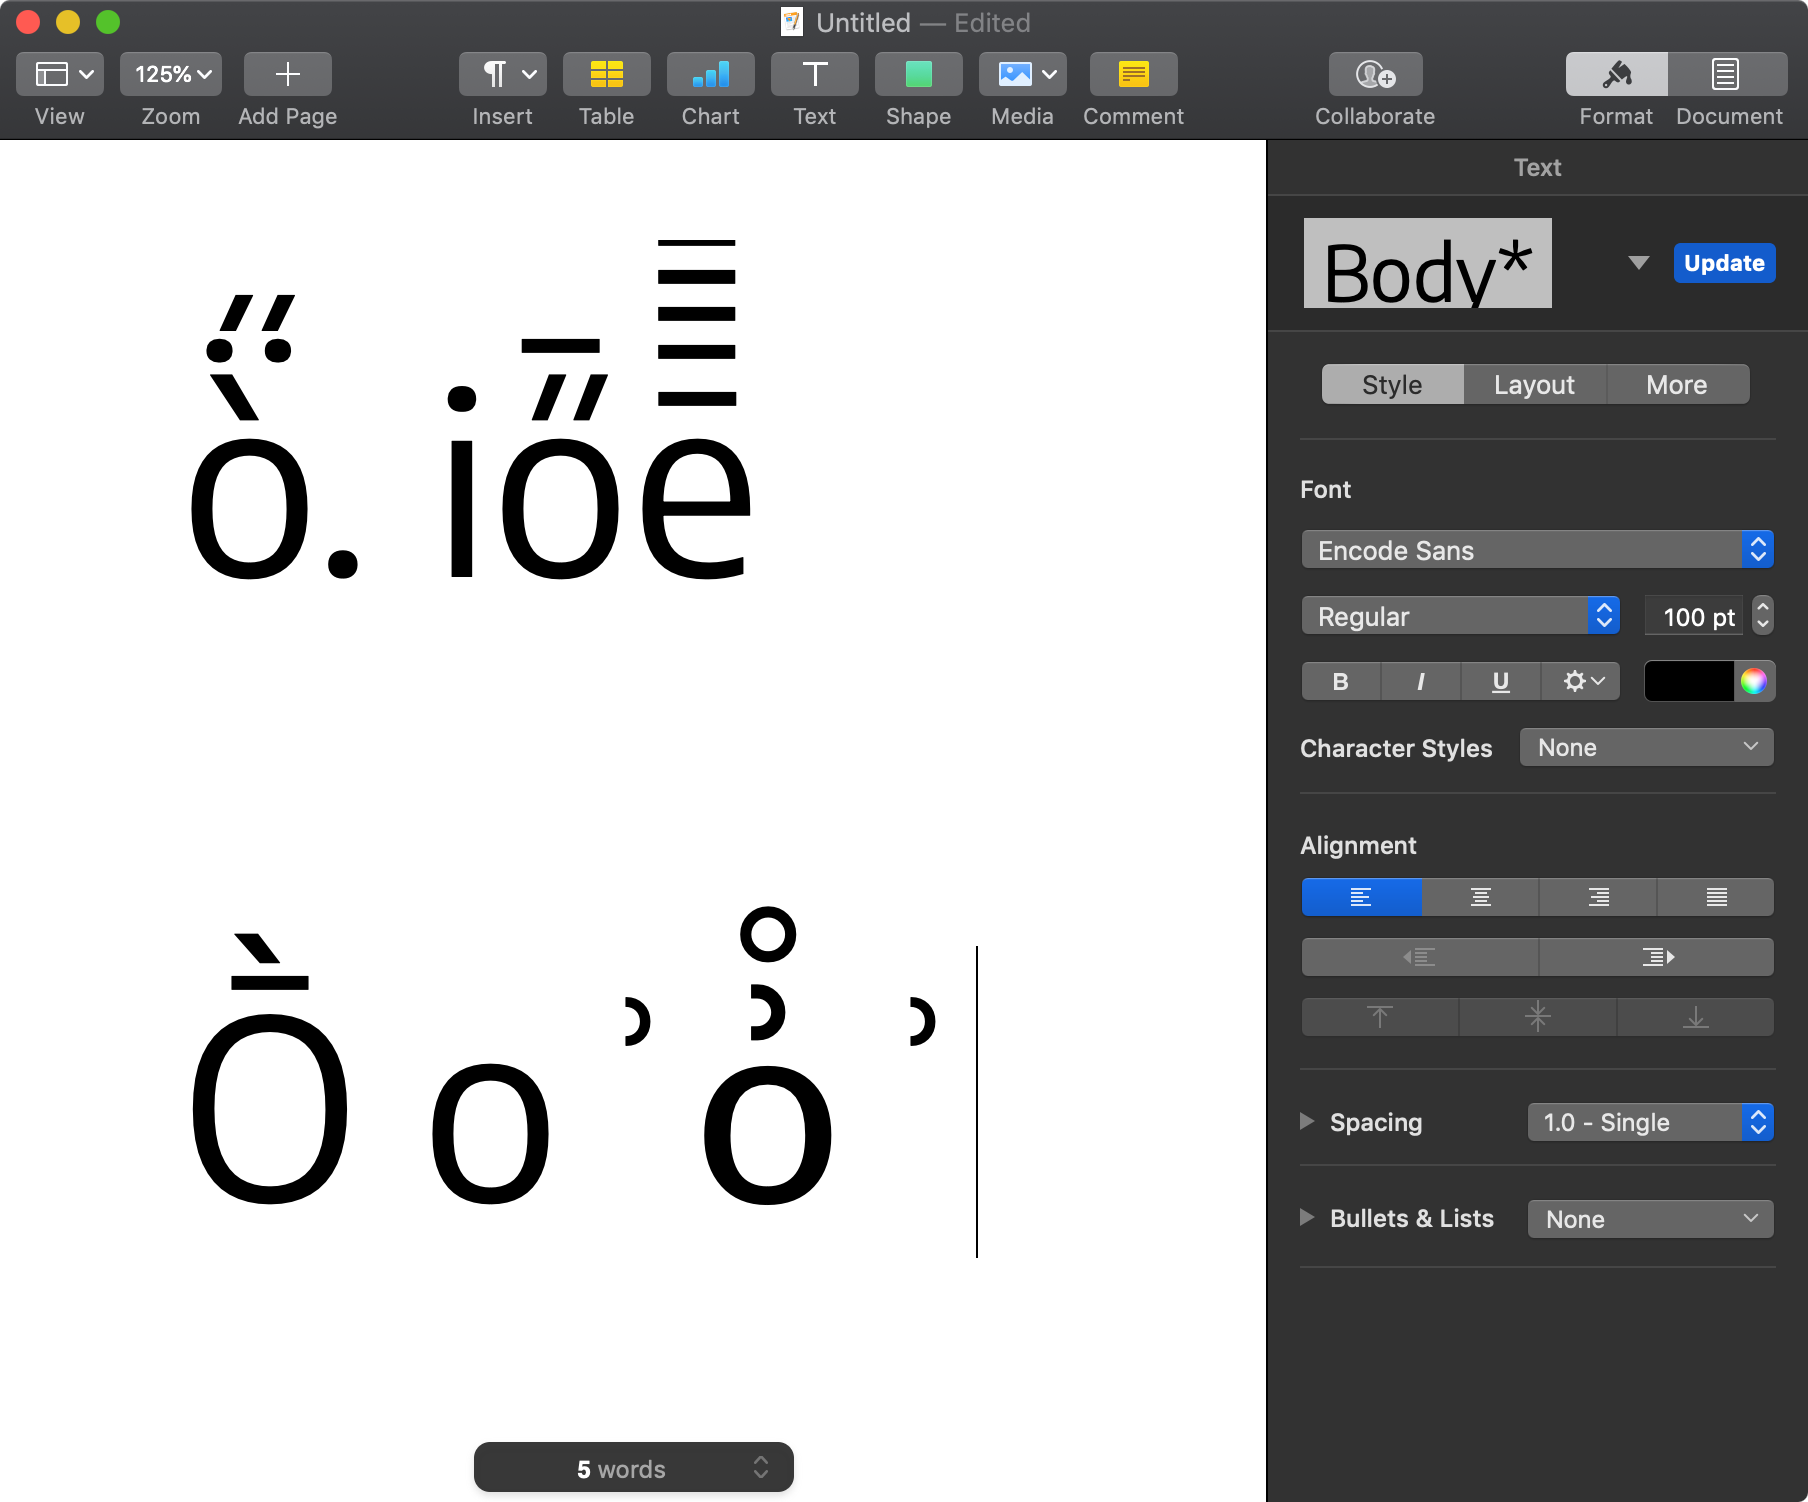 Untitled — Edited
125%
View Zoom Add Page Insert Table Chart Text Shape Media Comment Collaborate Format Document
Text
Body*
Update
Style Layout More
ò̈̋. iő̄e̅̅̅̅̅
Font
Encode Sans
Regular 100 pt
B I U
Character Styles None
Alignment
Ṑ o ͗ o͗̊ ͗
Spacing 1.0 - Single
Bullets & Lists None
5 words